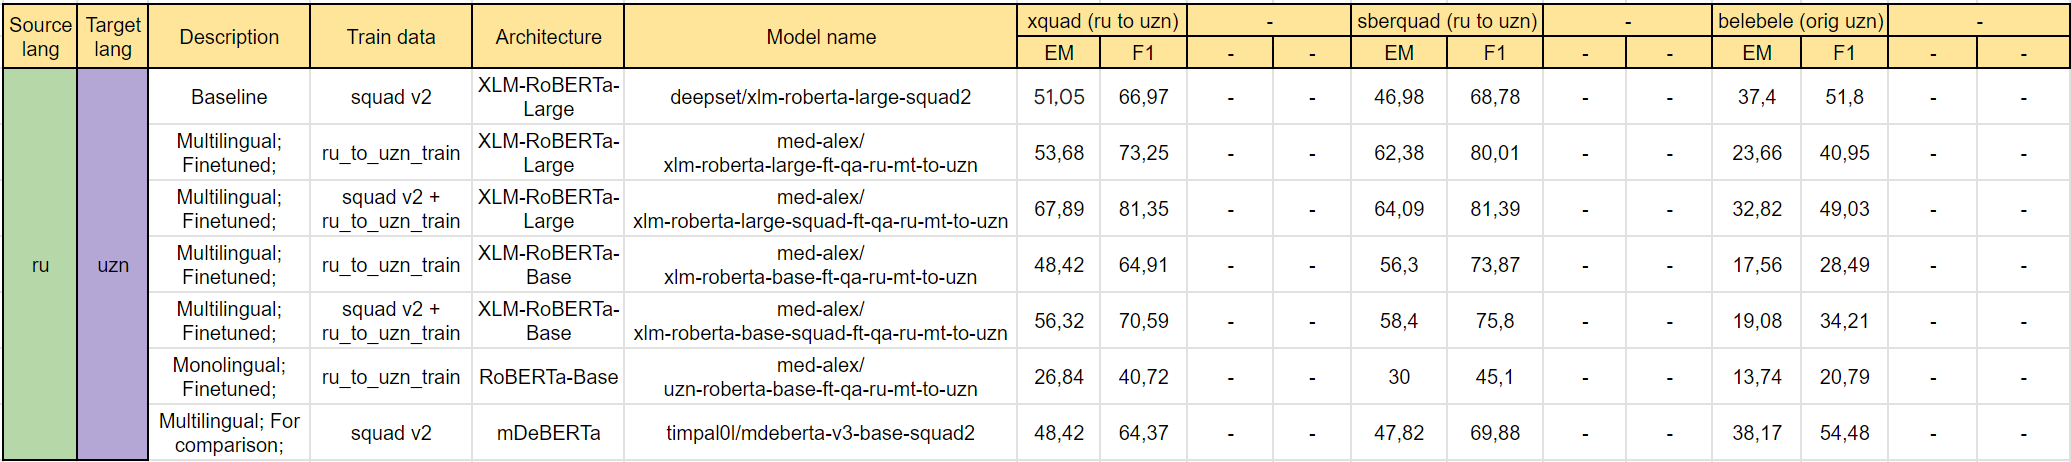 Source lang Target lang Description Train data Architecture Model name xquad (ru to uzn) - sberquad (ru to uzn) - belebele (orig uzn) -
EM F1 - - EM F1 - - EM F1 - -
ru uzn
Baseline squad v2 XLM-RoBERTa-Large deepset/xlm-roberta-large-squad2 51,05 66,97 - - 46,98 68,78 - - 37,4 51,8 - -
Multilingual; Finetuned; ru_to_uzn_train XLM-RoBERTa-Large med-alex/xlm-roberta-large-ft-qa-ru-mt-to-uzn 53,68 73,25 - - 62,38 80,01 - - 23,66 40,95 - -
Multilingual; Finetuned; squad v2 + ru_to_uzn_train XLM-RoBERTa-Large med-alex/xlm-roberta-large-squad-ft-qa-ru-mt-to-uzn 67,89 81,35 - - 64,09 81,39 - - 32,82 49,03 - -
Multilingual; Finetuned; ru_to_uzn_train XLM-RoBERTa-Base med-alex/xlm-roberta-base-ft-qa-ru-mt-to-uzn 48,42 64,91 - - 56,3 73,87 - - 17,56 28,49 - -
Multilingual; Finetuned; squad v2 + ru_to_uzn_train XLM-RoBERTa-Base med-alex/xlm-roberta-base-squad-ft-qa-ru-mt-to-uzn 56,32 70,59 - - 58,4 75,8 - - 19,08 34,21 - -
Monolingual; Finetuned; ru_to_uzn_train RoBERTa-Base med-alex/uzn-roberta-base-ft-qa-ru-mt-to-uzn 26,84 40,72 - - 30 45,1 - - 13,74 20,79 - -
Multilingual; For comparison; squad v2 mDeBERTa timpal0l/mdeberta-v3-base-squad2 48,42 64,37 - - 47,82 69,88 - - 38,17 54,48 - -